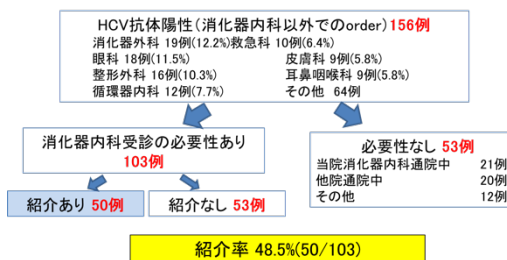 HCV抗体陽性(消化器内科以外でのorder)156例
消化器外科 19例(12.2%)救急科 10例(6.4%)
眼科 18例(11.5%) 皮膚科 9例(5.8%)
整形外科 16例(10.3%) 耳鼻咽喉科 9例(5.8%)
循環器内科 12例(7.7%) その他 64例
消化器内科受診の必要性あり
103例
必要性なし 53例
当院消化器内科通院中 21例
他院通院中 20例
その他 12例
紹介あり 50例
紹介なし 53例
紹介率 48.5%(50/103)